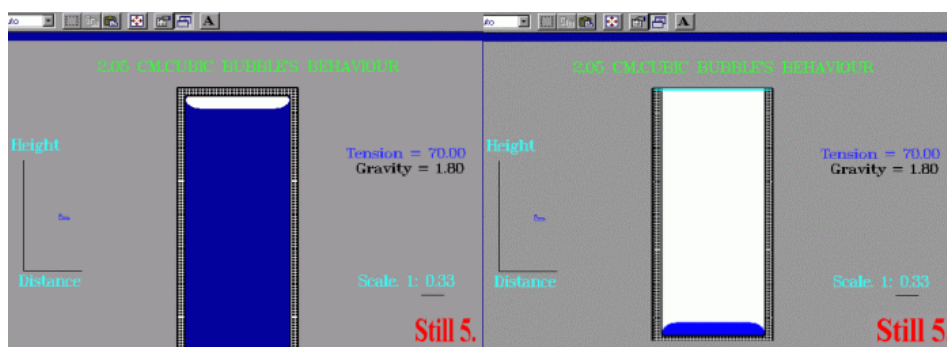 uto
A
2.05 CM.CUBIC BUBBLE'S BEHAVIOUR
Height
Tension = 70.00
Gravity = 1.80
Distance
Scale. 1: 0.33
Still 5.
uto
A
2.05 CM.CUBIC BUBBLE'S BEHAVIOUR
Height
Tension = 70.00
Gravity = 1.80
Distance
Scale. 1: 0.33
Still 5